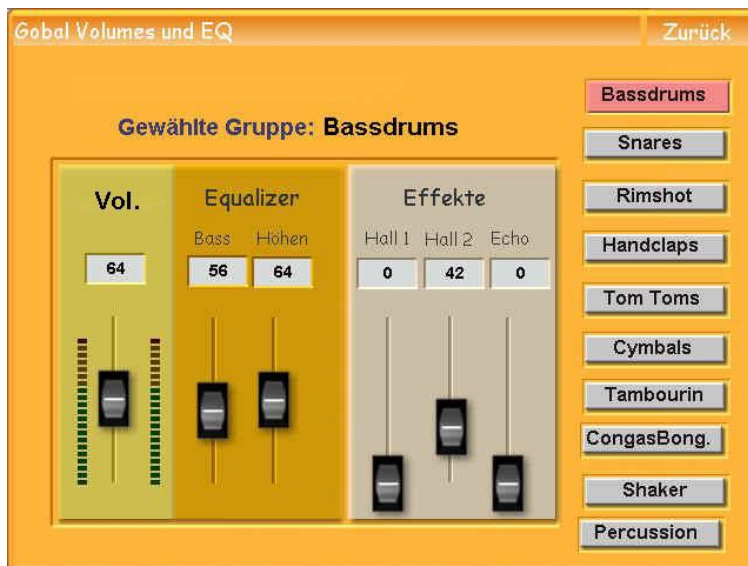 Gobal Volumes und EQ
Zurück
Gewählte Gruppe: Bassdrums
Vol.
Equalizer
Effekte
Bass Höhen
Hall 1 Hall 2 Echo
64
56 64
0 42 0
Bassdrums
Snares
Rimshot
Handclaps
Tom Toms
Cymbals
Tambourin
CongasBong.
Shaker
Percussion